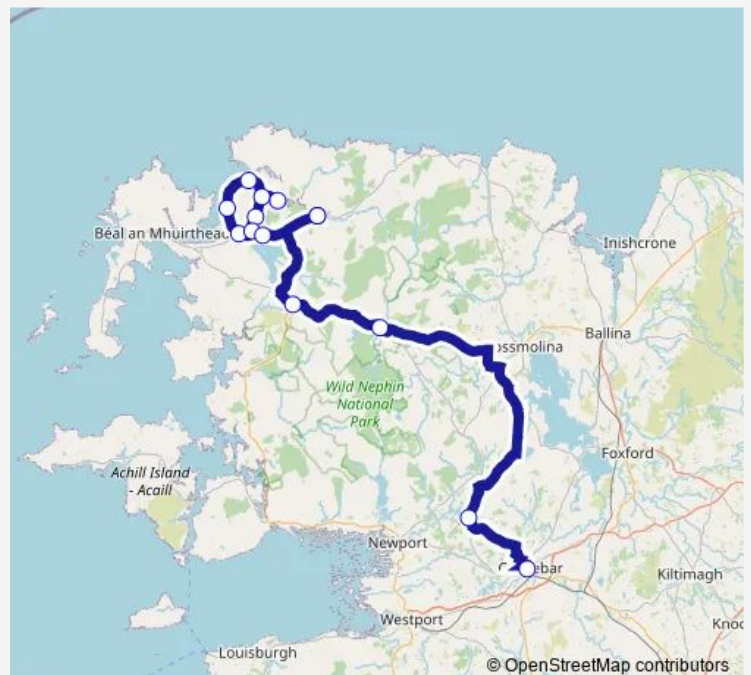 Béal an Mhuirthead
Inishcrone
ossmolina
Ballina
Wild Nephin
National
Park
Foxford
Achill Island
- Acaill
Newport
C
ebar
Kiltimagh
Westport
Knoc
Louisburgh
© OpenStreetMap contributors